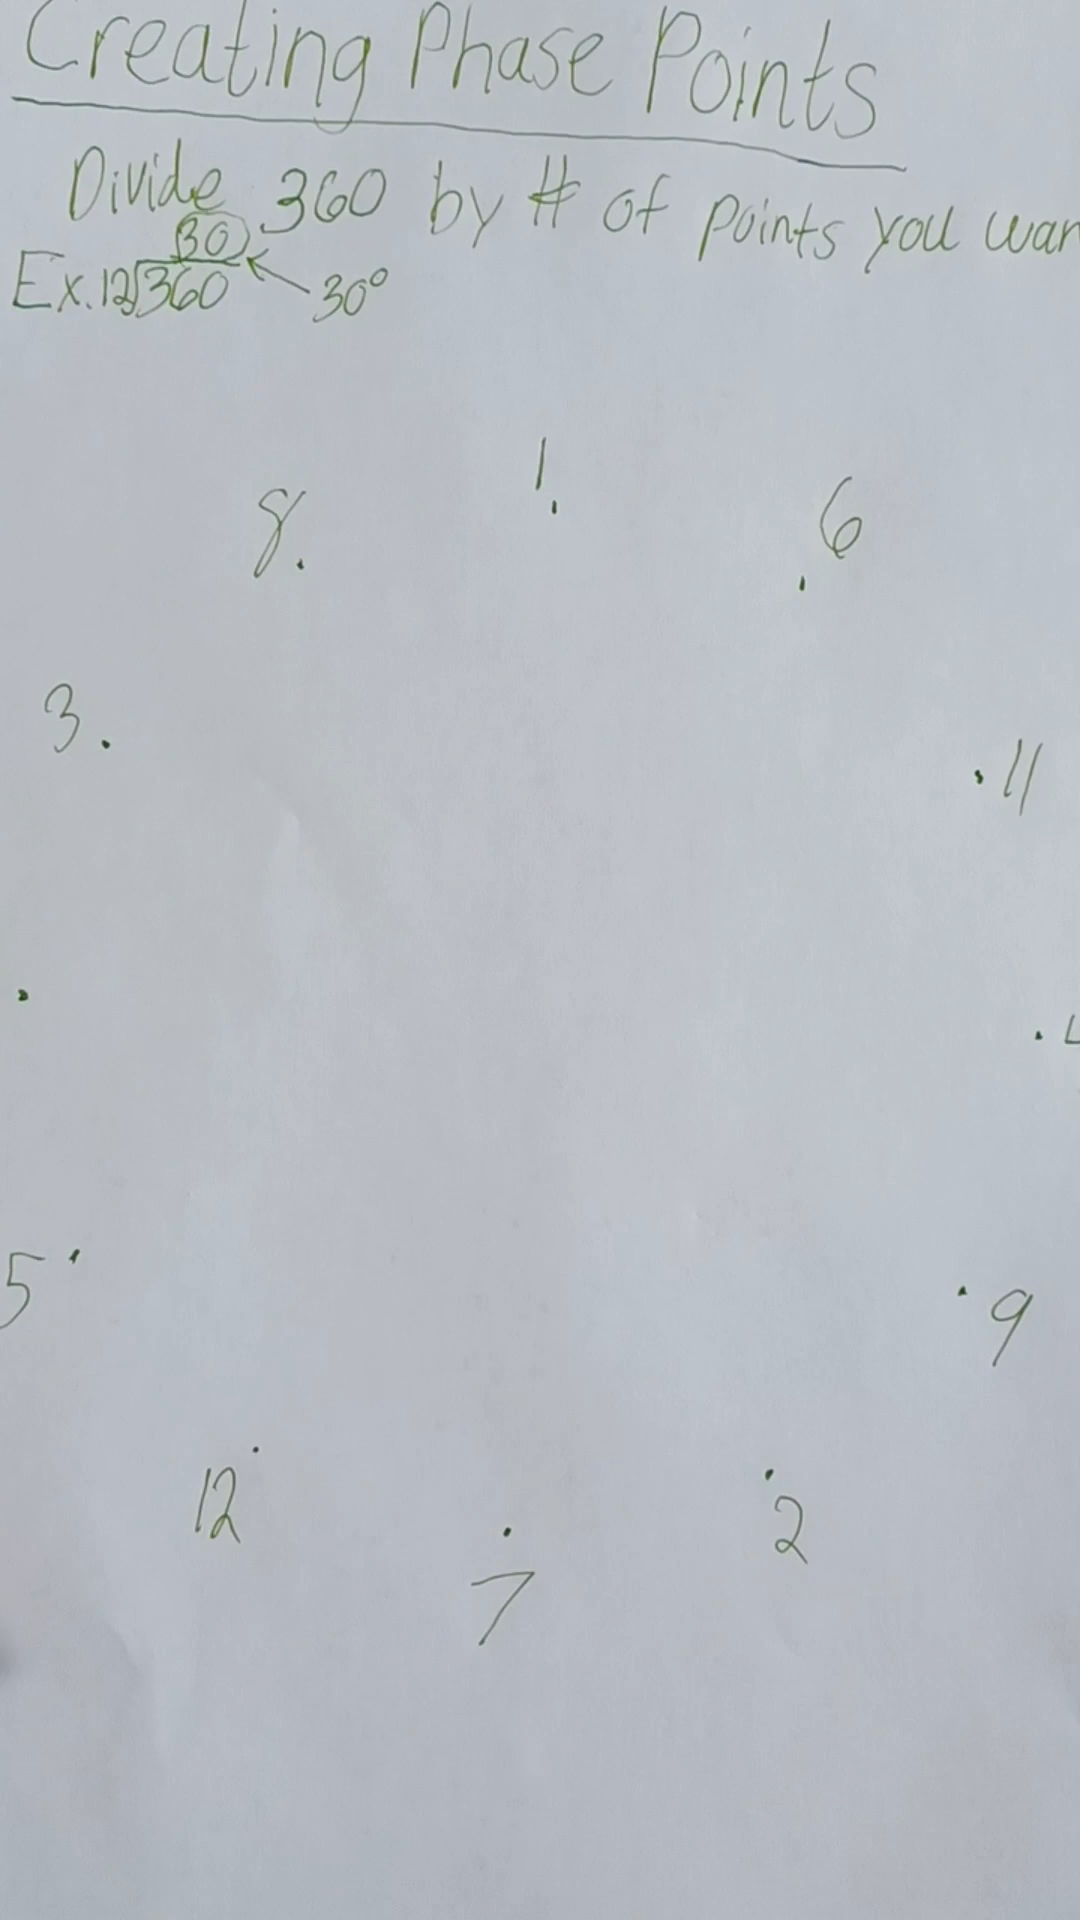 Creating Phase Points
Divide 360 by # of points you
30
Ex. 12 360 30°
1.
8. 6
3. 11
5 9
12 2
7